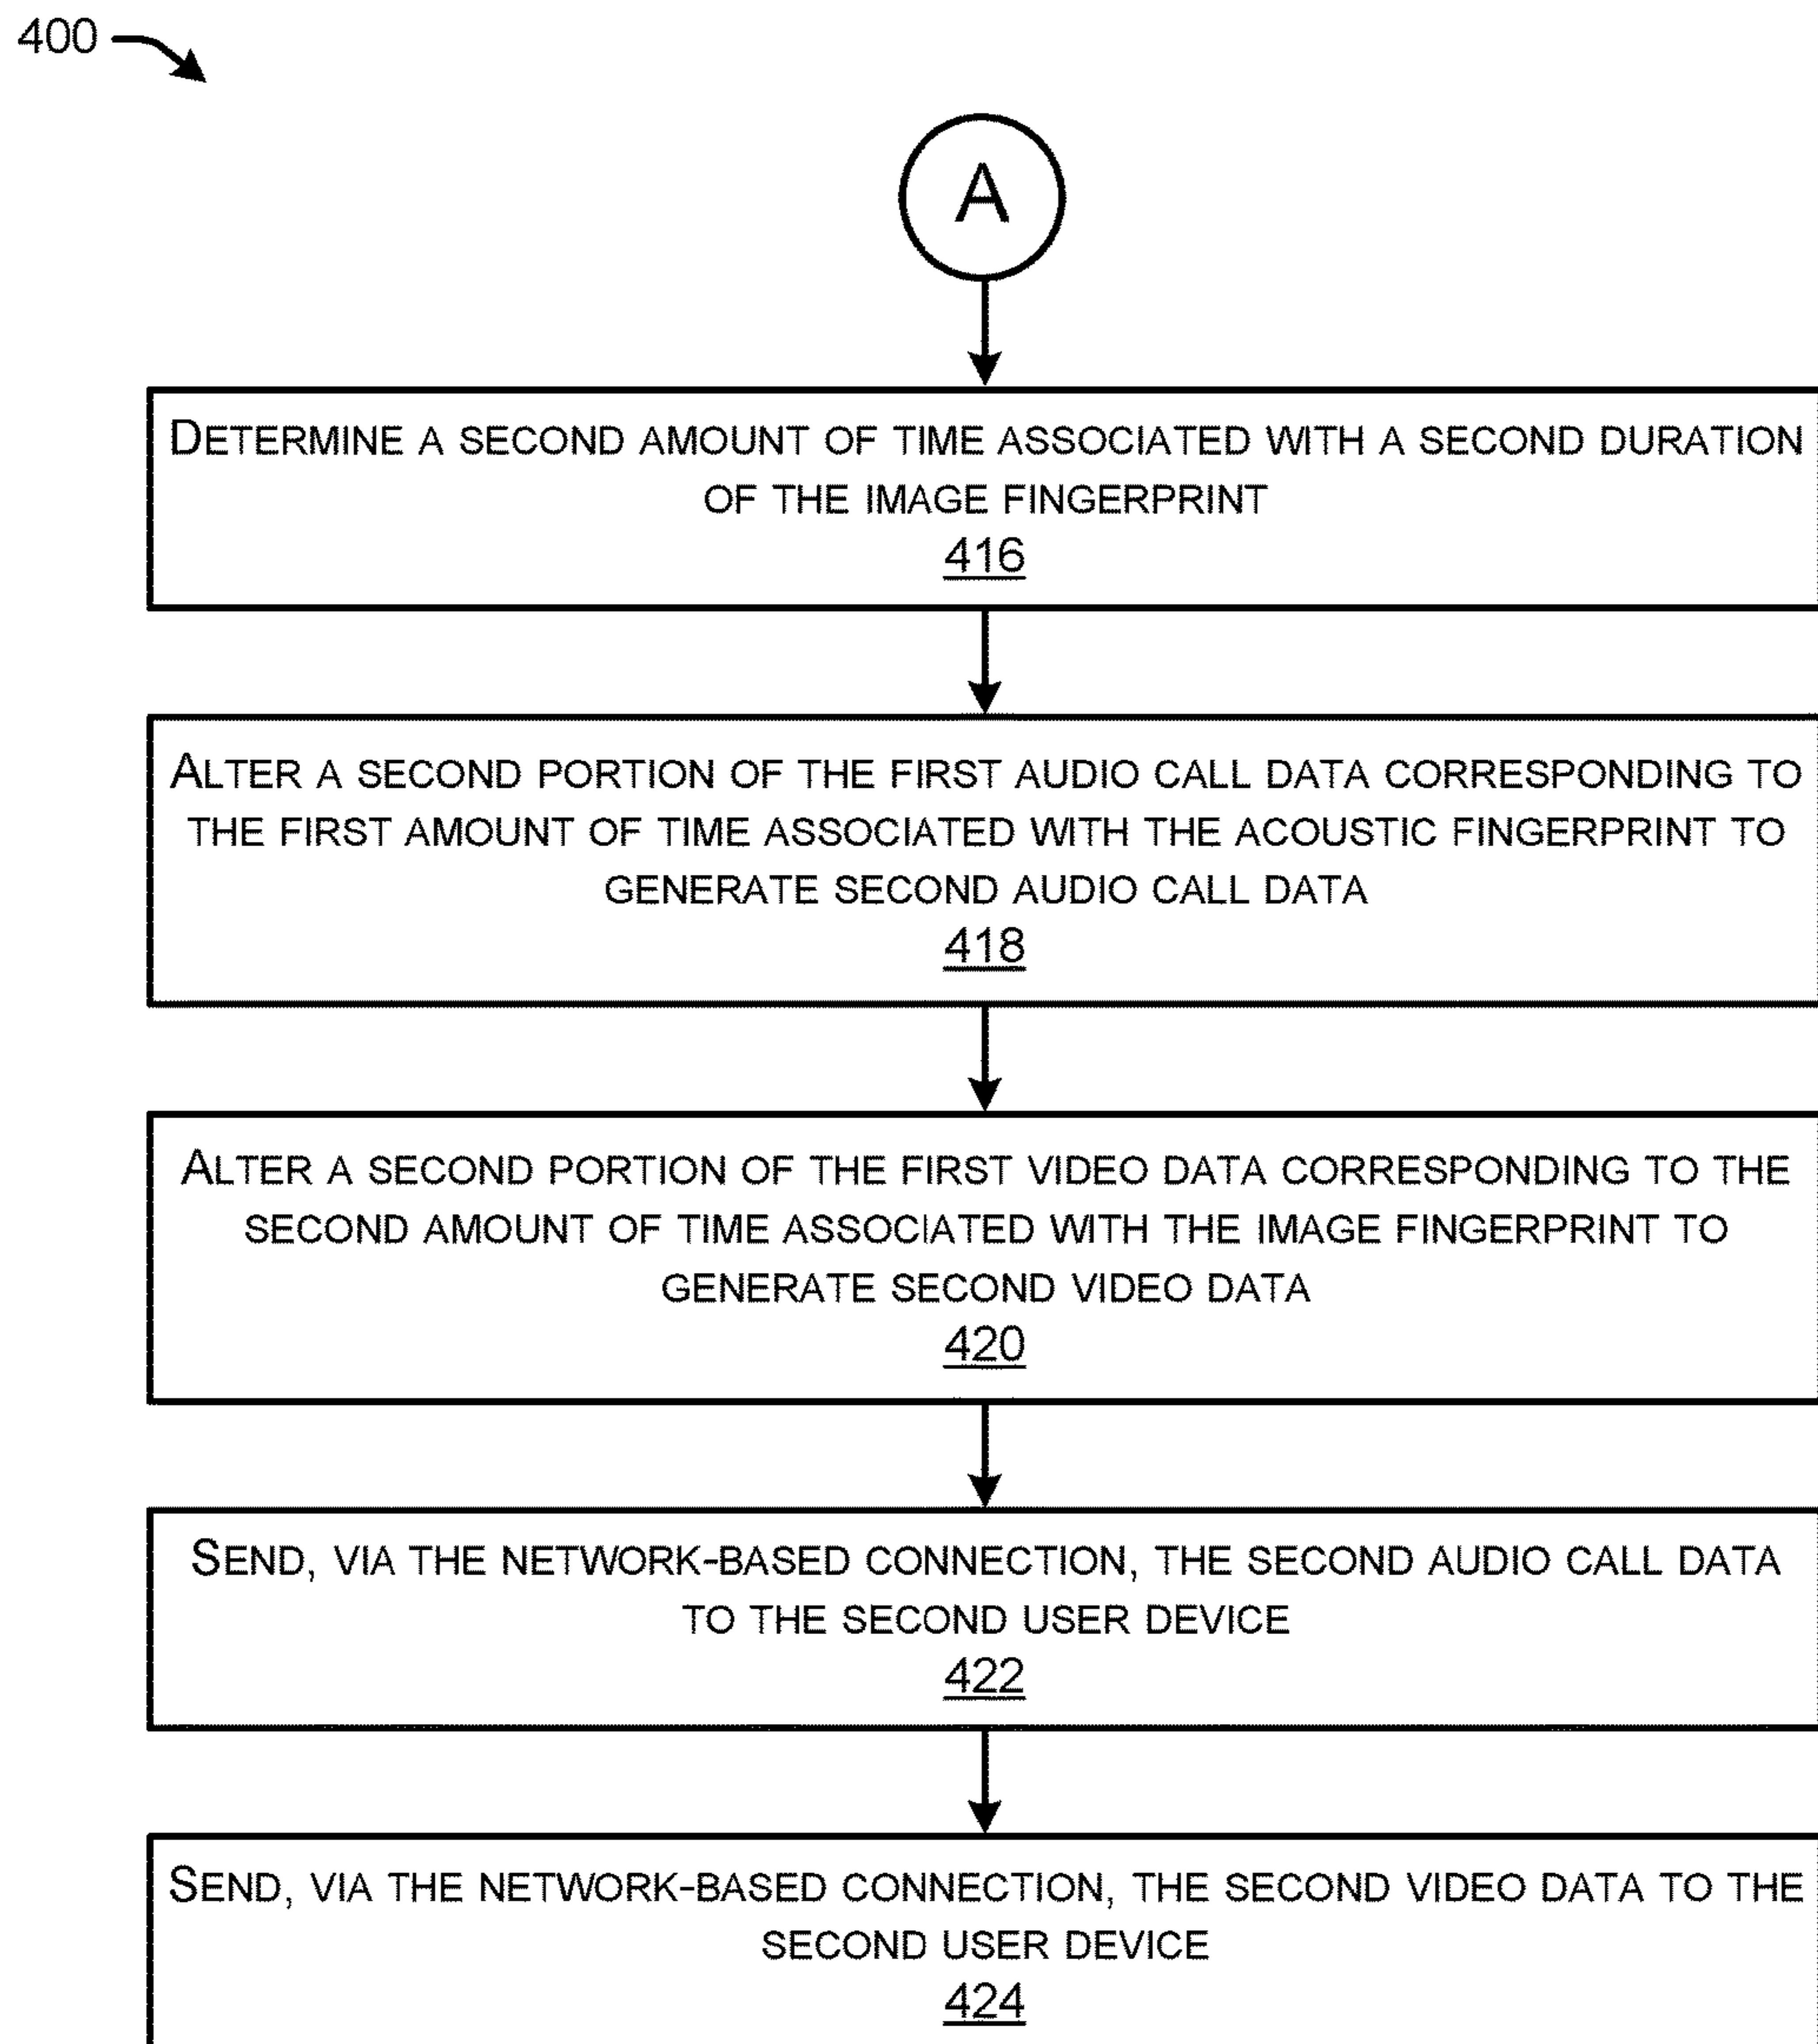 400
A
DETERMINE A SECOND AMOUNT OF TIME ASSOCIATED WITH A SECOND DURATION
OF THE IMAGE FINGERPRINT
416
ALTER A SECOND PORTION OF THE FIRST AUDIO CALL DATA CORRESPONDING TO
THE FIRST AMOUNT OF TIME ASSOCIATED WITH THE ACOUSTIC FINGERPRINT TO
GENERATE SECOND AUDIO CALL DATA
418
ALTER A SECOND PORTION OF THE FIRST VIDEO DATA CORRESPONDING TO THE
SECOND AMOUNT OF TIME ASSOCIATED WITH THE IMAGE FINGERPRINT TO
GENERATE SECOND VIDEO DATA
420
SEND, VIA THE NETWORK-BASED CONNECTION, THE SECOND AUDIO CALL DATA
TO THE SECOND USER DEVICE
422
SEND, VIA THE NETWORK-BASED CONNECTION, THE SECOND VIDEO DATA TO THE
SECOND USER DEVICE
424